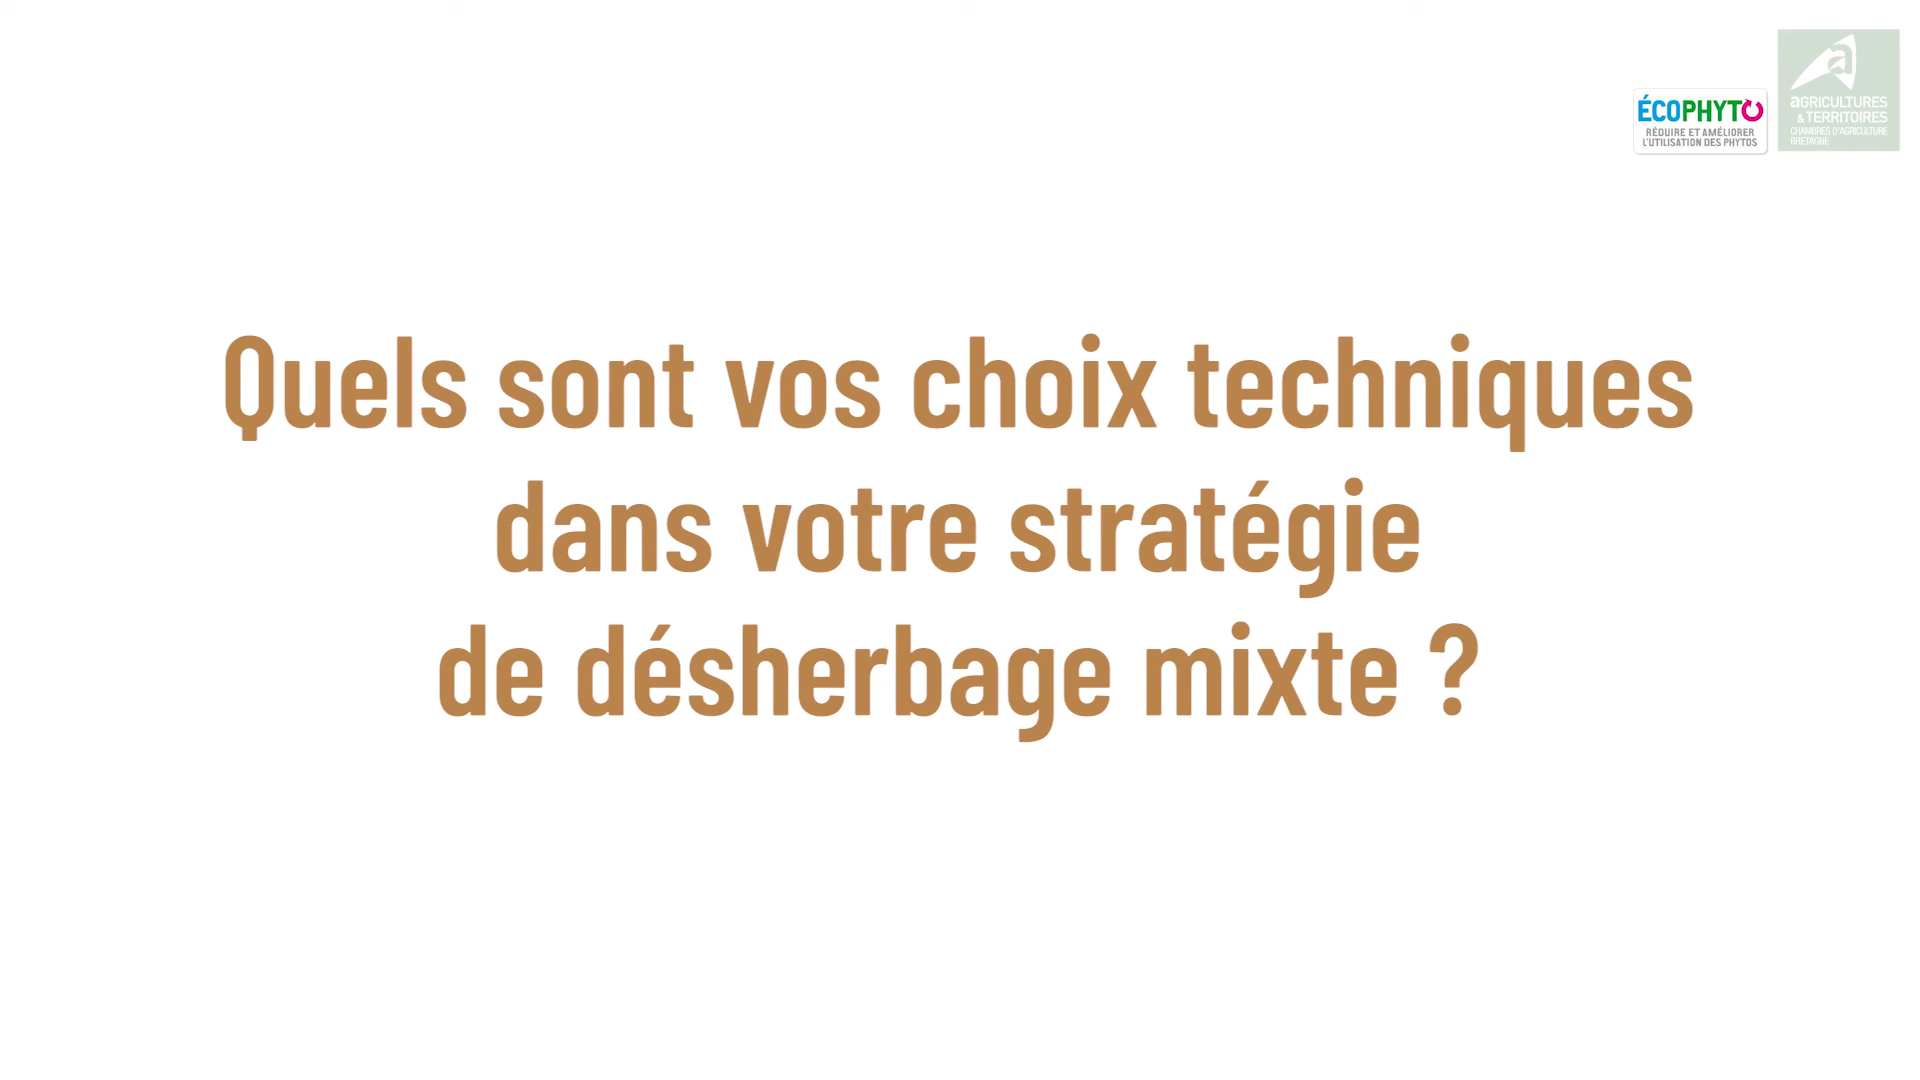 ÉCOPHYTO
RÉDUIRE ET AMÉLIORER
L'UTILISATION DES PHYTOS
a
AGRICULTURES
& TERRITOIRES
CHAMBRES D'AGRICULTURE
BRETAGNE
Quels sont vos choix techniques
dans votre stratégie
de désherbage mixte ?